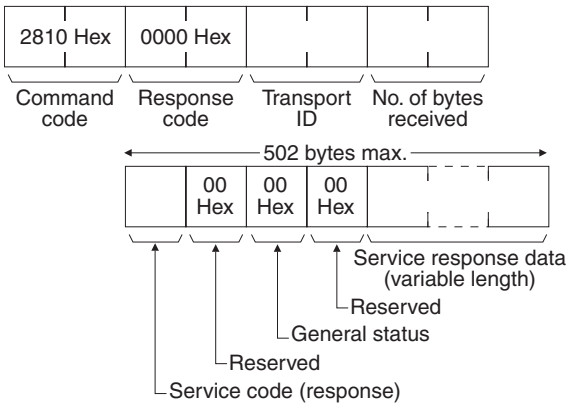 2810 Hex 0000 Hex
Command code
Response code
Transport ID
No. of bytes received
502 bytes max.
00 Hex
00 Hex
00 Hex
Service response data
(variable length)
Reserved
General status
Reserved
Service code (response)